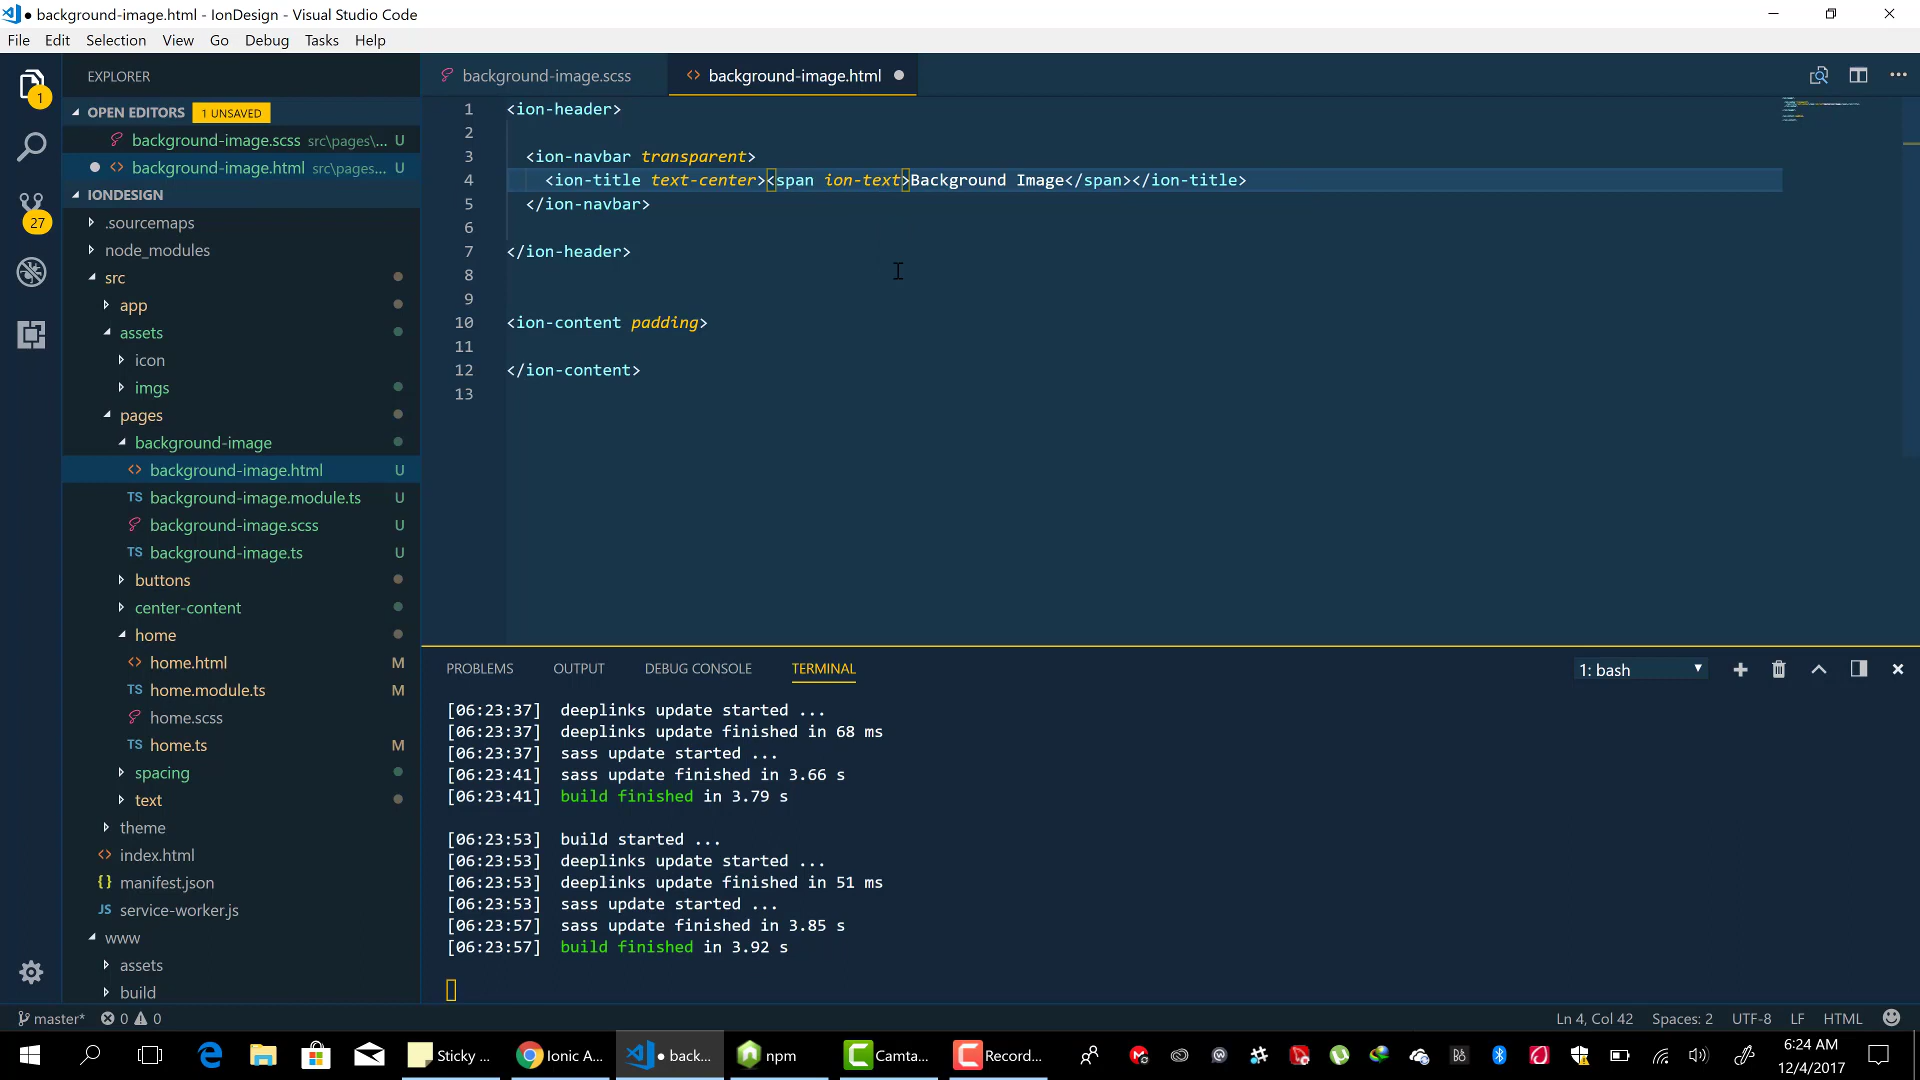 background-image.html - IonDesign - Visual Studio Code
File Edit Selection View Go Debug Tasks Help
EXPLORER
OPEN EDITORS 1 UNSAVED
background-image.scss src\pages\... U
background-image.html src\pages... U
IONDESIGN
.sourcemaps
node_modules
src
app
assets
icon
imgs
pages
background-image
background-image.html U
TS background-image.module.ts U
background-image.scss U
TS background-image.ts U
buttons
center-content
home
home.html M
TS home.module.ts M
home.scss
TS home.ts M
spacing
text
theme
index.html
{} manifest.json
JS service-worker.js
www
assets
build
1
27
background-image.scss
<> background-image.html
1 <ion-header>
2
3 <ion-navbar transparent>
4 <ion-title text-center><span ion-text>Background Image</span></ion-title>
5 </ion-navbar>
6
7 </ion-header>
8
9
10 <ion-content padding>
11
12 </ion-content>
13
PROBLEMS OUTPUT DEBUG CONSOLE TERMINAL
1: bash
[06:23:37] deeplinks update started ...
[06:23:37] deeplinks update finished in 68 ms
[06:23:37] sass update started ...
[06:23:41] sass update finished in 3.66 s
[06:23:41] build finished in 3.79 s
[06:23:53] build started ...
[06:23:53] deeplinks update started ...
[06:23:53] deeplinks update finished in 51 ms
[06:23:53] sass update started ...
[06:23:57] sass update finished in 3.85 s
[06:23:57] build finished in 3.92 s
master* 0 0
Ln 4, Col 42 Spaces: 2 UTF-8 LF HTML
Sticky ... Ionic A... • back... npm Camta... Record...
6:24 AM
12/4/2017